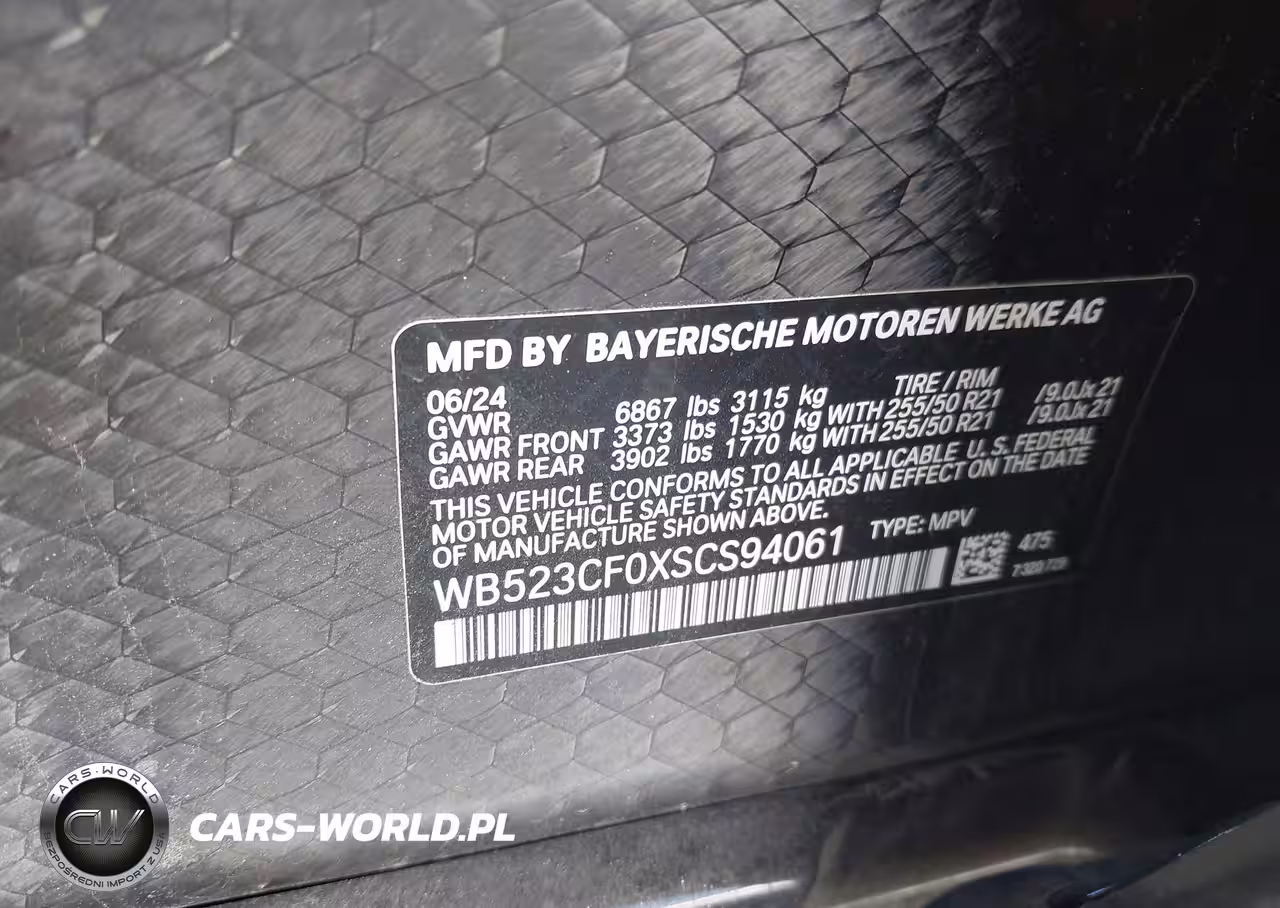 MFD BY BAYERISCHE MOTOREN WERKE AG
06/24 TIRE / RIM
GVWR 6867 lbs 3115 kg
GAWR FRONT 3373 lbs 1530 kg WITH 255/50 R21 /9.0Jx21
GAWR REAR 3902 lbs 1770 kg WITH 255/50 R21 /9.0Jx21
THIS VEHICLE CONFORMS TO ALL APPLICABLE U.S. FEDERAL
MOTOR VEHICLE SAFETY STANDARDS IN EFFECT ON THE DATE
OF MANUFACTURE SHOWN ABOVE.
WB523CF0XSCS94061 TYPE: MPV
475
CARS-WORLD
CW
BEZPOŚREDNI IMPORT Z USA
CARS-WORLD.PL